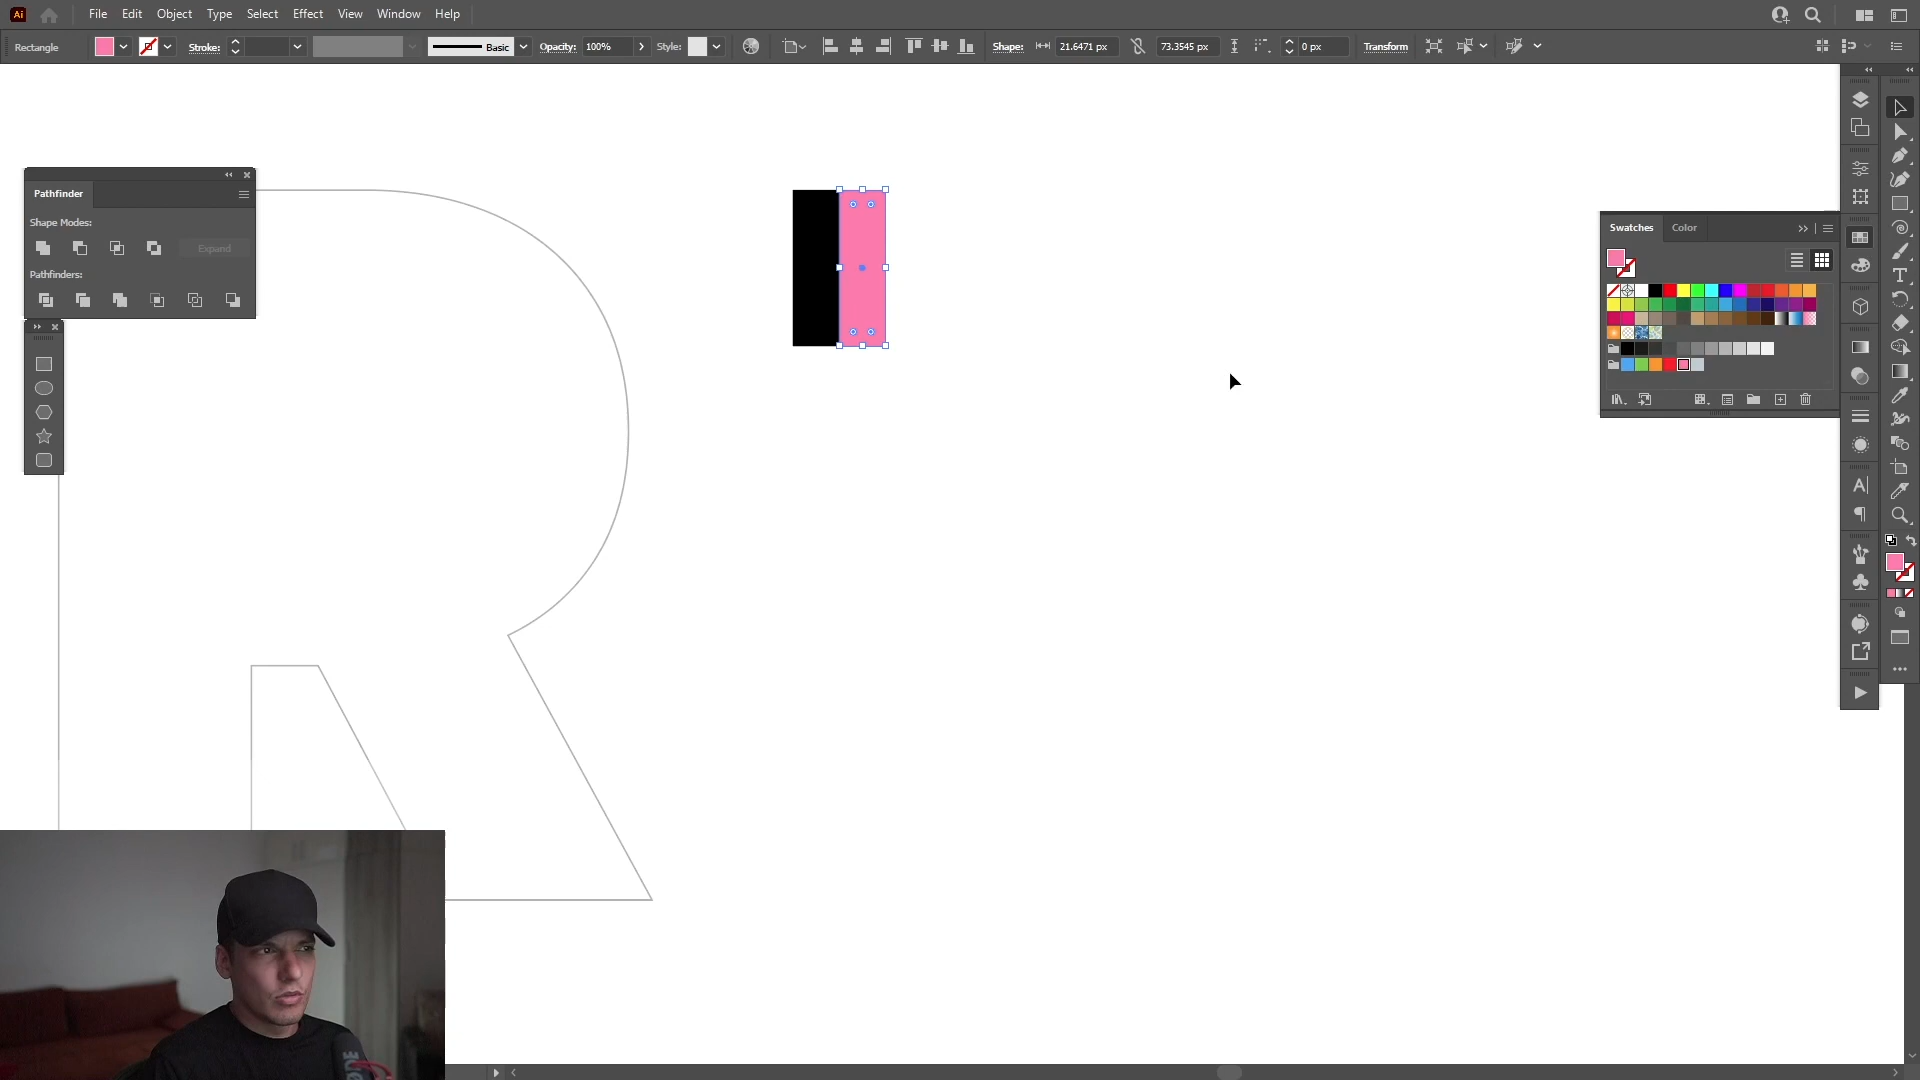 Ai File Edit Object Type Select Effect View Window Help
Rectangle Stroke: Basic Opacity: 100% Style: Shape: 21.6471 px 73.3545 px 0 px Transform
Pathfinder
Shape Modes:
Expand
Pathfinders:
Swatches Color